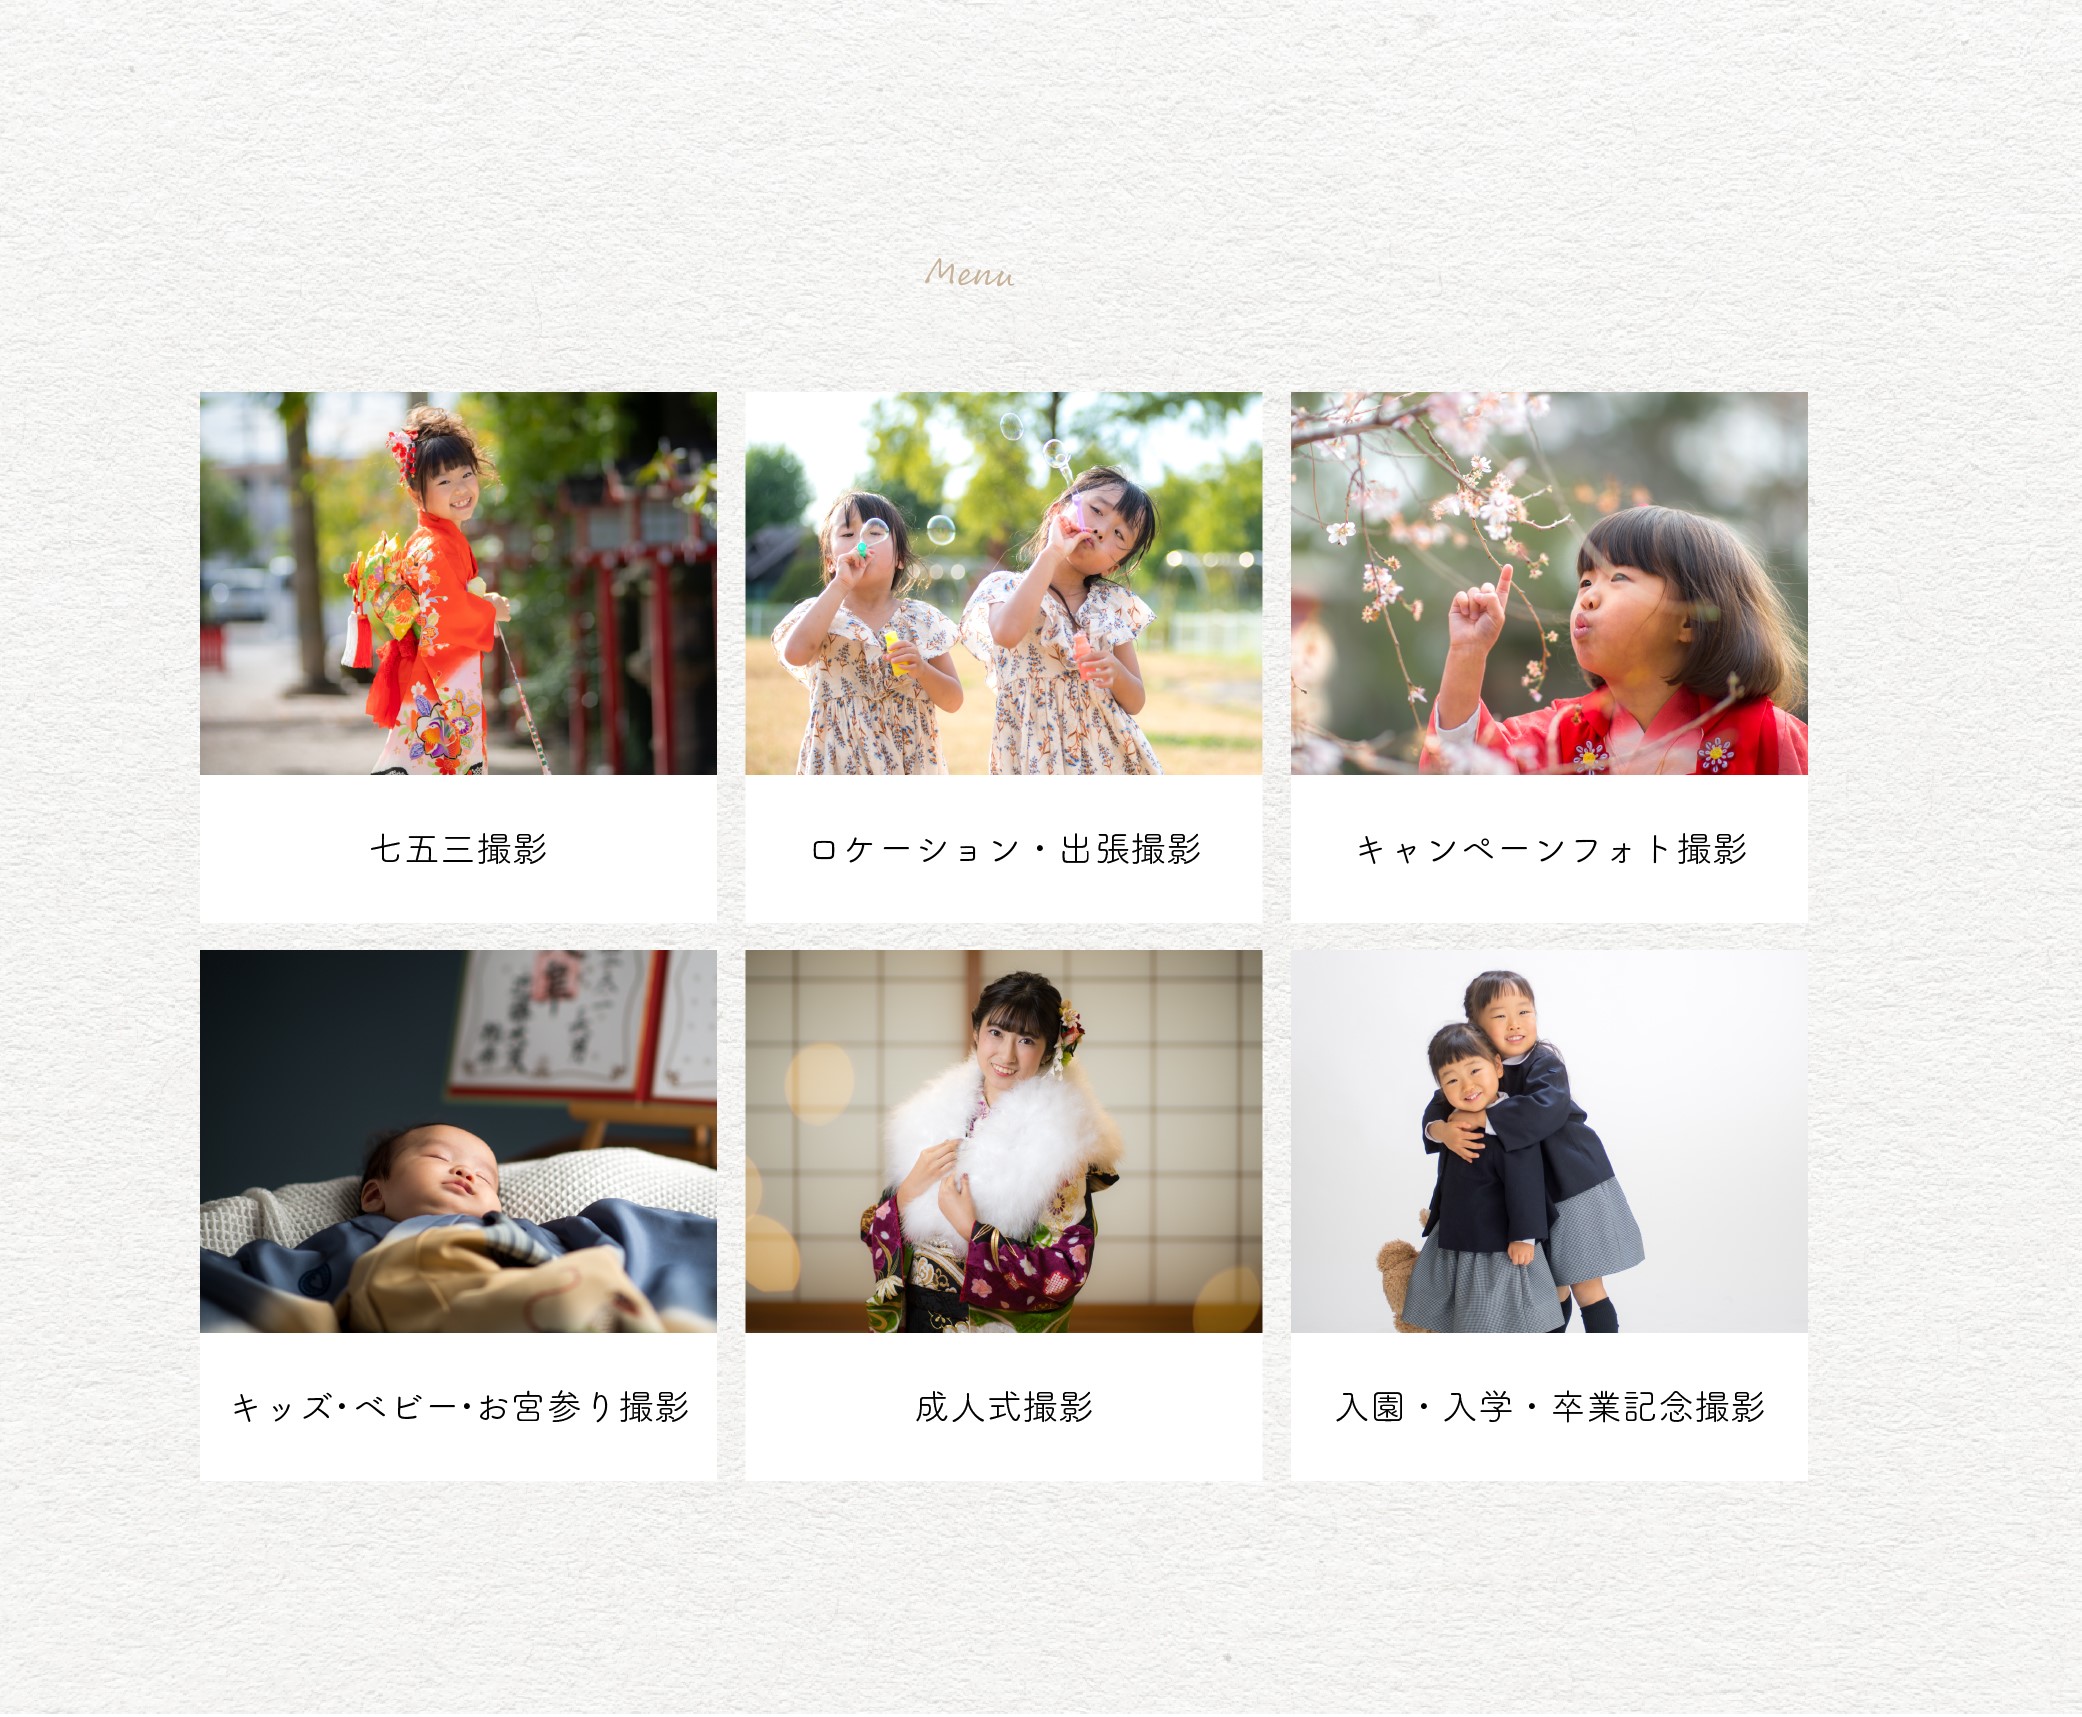 Menu
七五三撮影
ロケーション・出張撮影
キャンペーンフォト撮影
キッズ・ベビー・お宮参り撮影
成人式撮影
入園・入学・卒業記念撮影